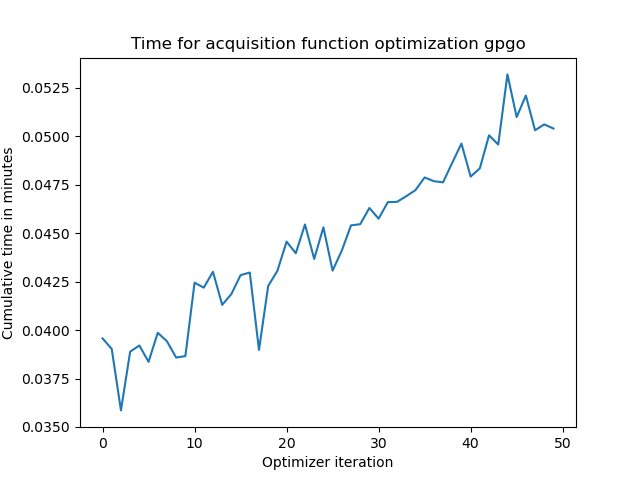 Time for acquisition function optimization gpgo
Cumulative time in minutes
0.0525
0.0500
0.0475
0.0450
0.0425
0.0400
0.0375
0.0350
0 10 20 30 40 50
Optimizer iteration